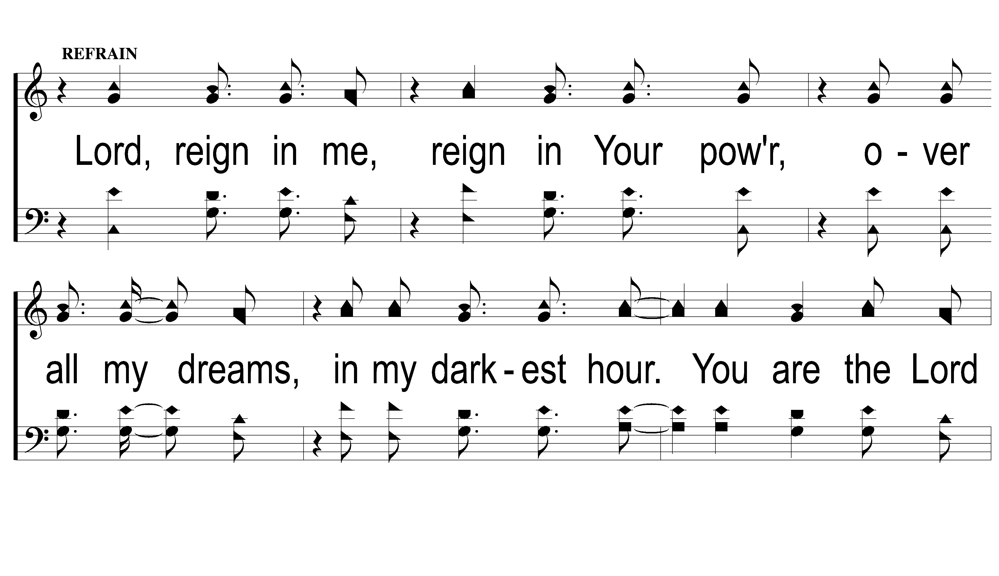 REFRAIN
Lord, reign in me, reign in Your pow'r, o - ver
all my dreams, in my dark - est hour. You are the Lord